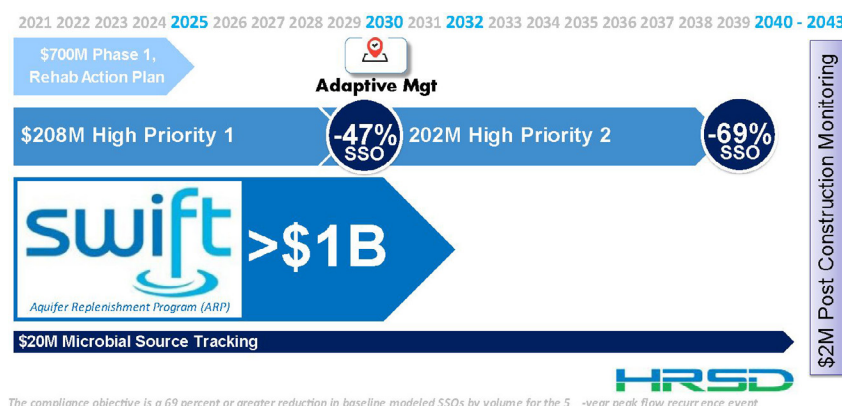 2021 2022 2023 2024 2025 2026 2027 2028 2029 2030 2031 2032 2033 2034 2035 2036 2037 2038 2039 2040 - 2043
$700M Phase 1,
Rehab Action Plan
Adaptive Mgt
$208M High Priority 1
-47%
SSO
202M High Priority 2
-69%
SSO
swift
Aquifer Replenishment Program (ARP)
>$1B
$20M Microbial Source Tracking
$2M Post Construction Monitoring
HRSD
The compliance objective is a 69 percent or greater reduction in baseline modeled SSOs by volume for the 5 -year peak flow recurrence event